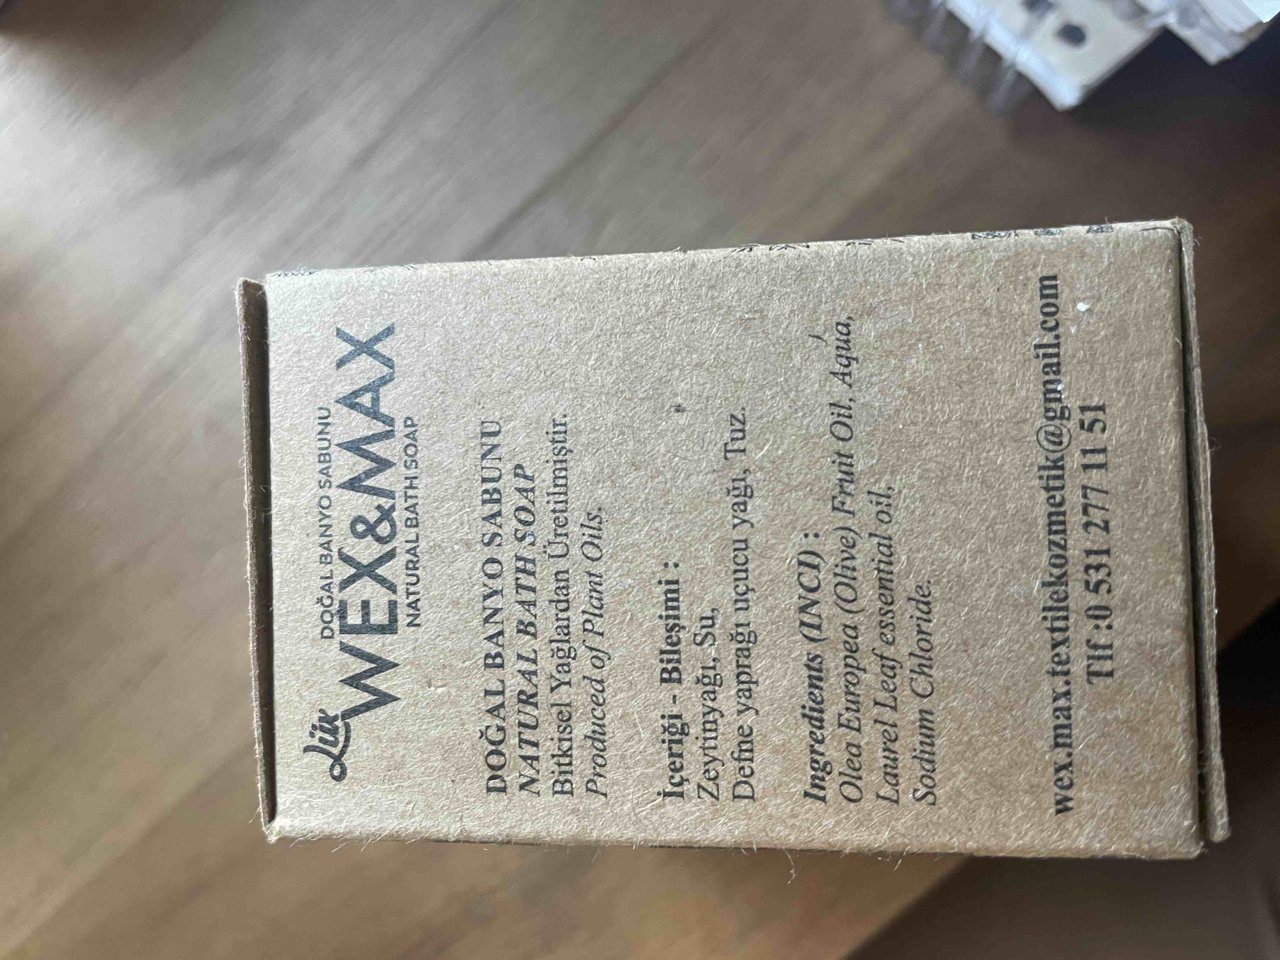 Lüx
DOĞAL BANYO SABUNU
WEX&MAX
NATURAL BATH SOAP
DOĞAL BANYO SABUNU
NATURAL BATH SOAP
Bitkisel Yağlardan Üretilmiştir.
Produced of Plant Oils.
İçeriği - Bileşimi :
Zeytinyağı, Su,
Defne yaprağı uçucu yağı, Tuz.
Ingredients (INCI) :
Olea Europea (Olive) Fruit Oil, Aqua,
Laurel Leaf essemtial oil,
Sodium Chloride.
wex.max.textilekozmetik@gmail.com
Tlf :0 531 277 11 51